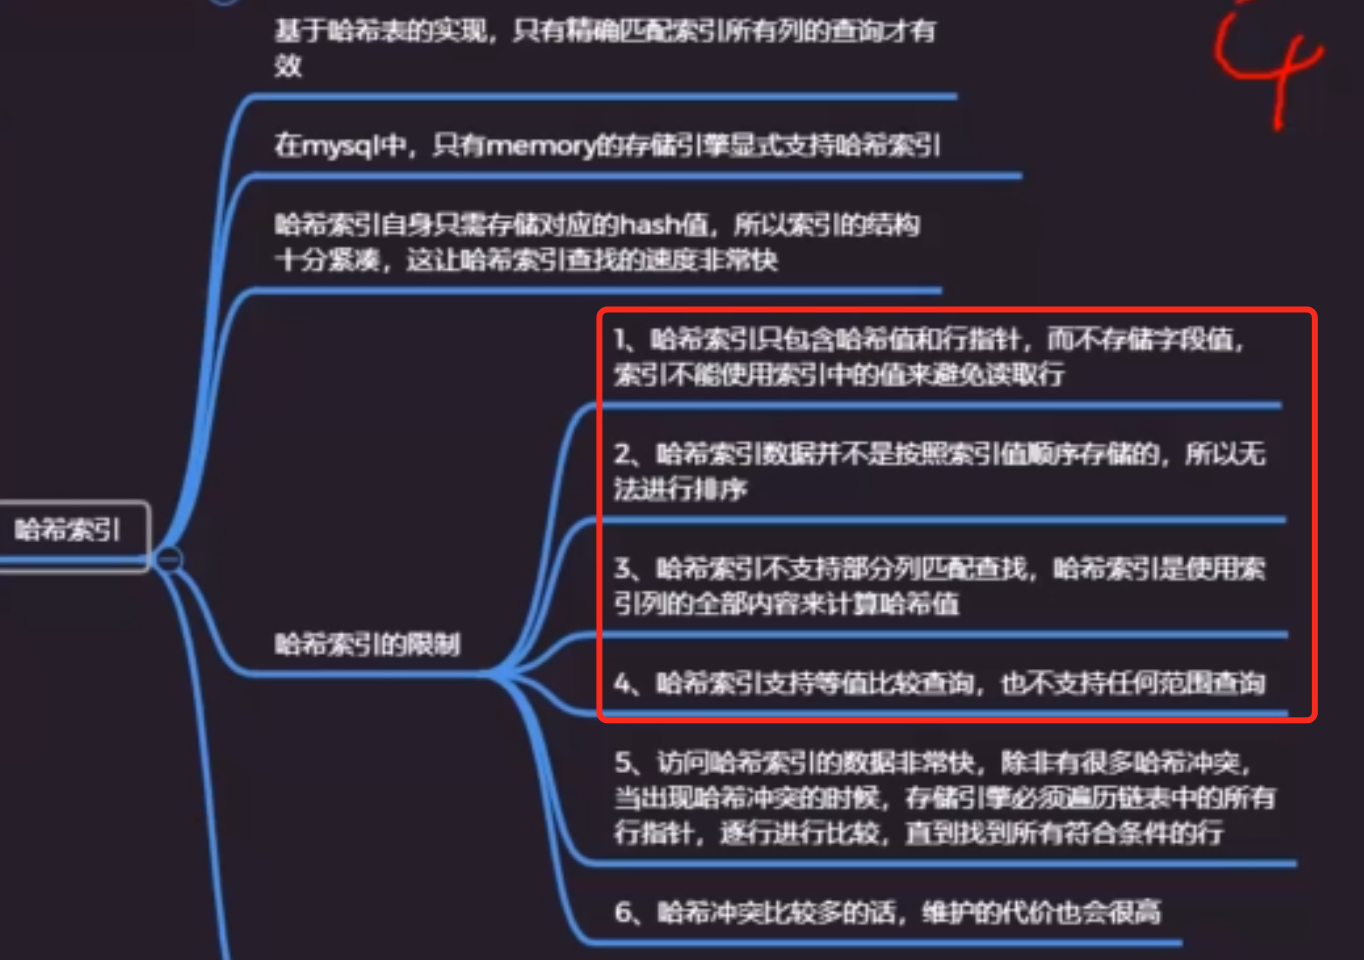 基于哈希表的实现，只有精确匹配索引所有列的查询才有
效
在mysql中，只有memory的存储引擎显式支持哈希索引
哈希索引自身只需存储对应的hash值，所以索引的结构
十分紧凑，这让哈希索引查找的速度非常快
哈希索引
哈希索引的限制
1、哈希索引只包含哈希值和行指针，而不存储字段值，
索引不能使用索引中的值来避免读取行
2、哈希索引数据并不是按照索引值顺序存储的，所以无
法进行排序
3、哈希索引不支持部分列匹配查找，哈希索引是使用索
引列的全部内容来计算哈希值
4、哈希索引支持等值比较查询，也不支持任何范围查询
5、访问哈希索引的数据非常快，除非有很多哈希冲突，
当出现哈希冲突的时候，存储引擎必须遍历链表中的所有
行指针，逐行进行比较，直到找到所有符合条件的行
6、哈希冲突比较多的话，维护的代价也会很高